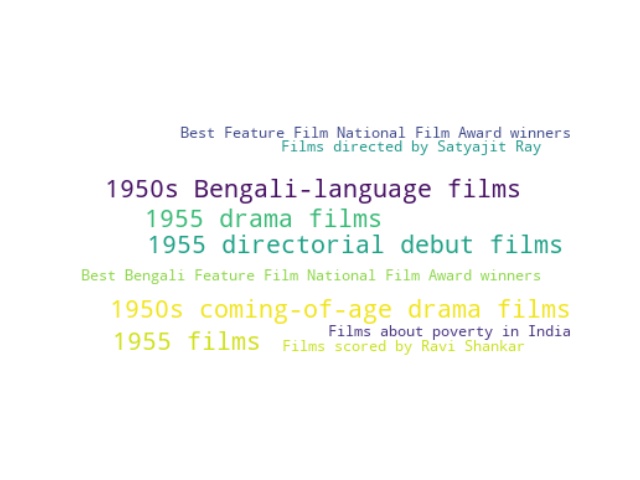 Best Feature Film National Film Award winners
Films directed by Satyajit Ray
1950s Bengali-language films
1955 drama films
1955 directorial debut films
Best Bengali Feature Film National Film Award winners
1950s coming-of-age drama films
Films about poverty in India
1955 films
Films scored by Ravi Shankar